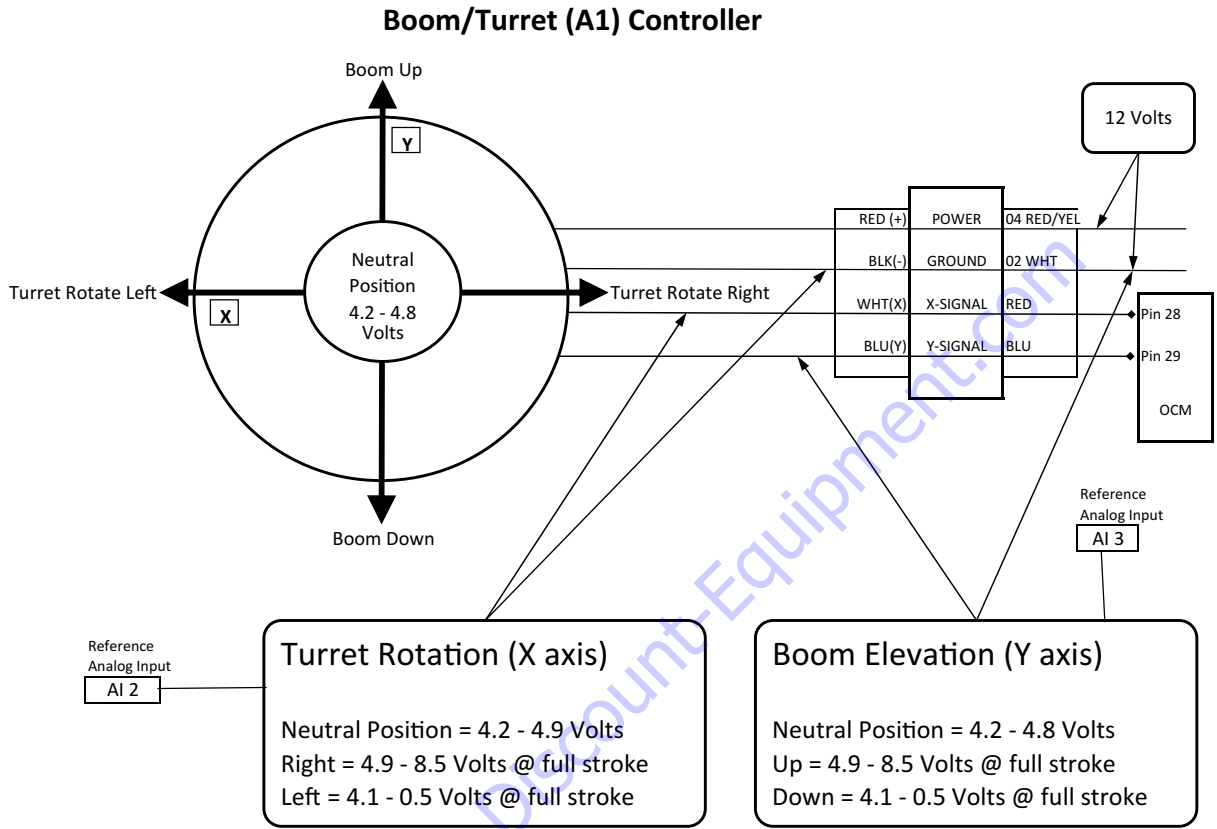 Boom/Turret (A1) Controller
Boom Up
12 Volts
Y
RED (+) POWER 04 RED/YEL
BLK(-) GROUND 02 WHT
WHT(X) X-SIGNAL RED
BLU(Y) Y-SIGNAL BLU
Pin 28
Pin 29
OCM
Neutral
Position
4.2 - 4.8
Volts
Turret Rotate Left
Turret Rotate Right
X
Boom Down
Reference
Analog Input
AI 3
Reference
Analog Input
AI 2
Turret Rotation (X axis)
Neutral Position = 4.2 - 4.9 Volts
Right = 4.9 - 8.5 Volts @ full stroke
Left = 4.1 - 0.5 Volts @ full stroke
Boom Elevation (Y axis)
Neutral Position = 4.2 - 4.8 Volts
Up = 4.9 - 8.5 Volts @ full stroke
Down = 4.1 - 0.5 Volts @ full stroke
Discount-Equipment.com